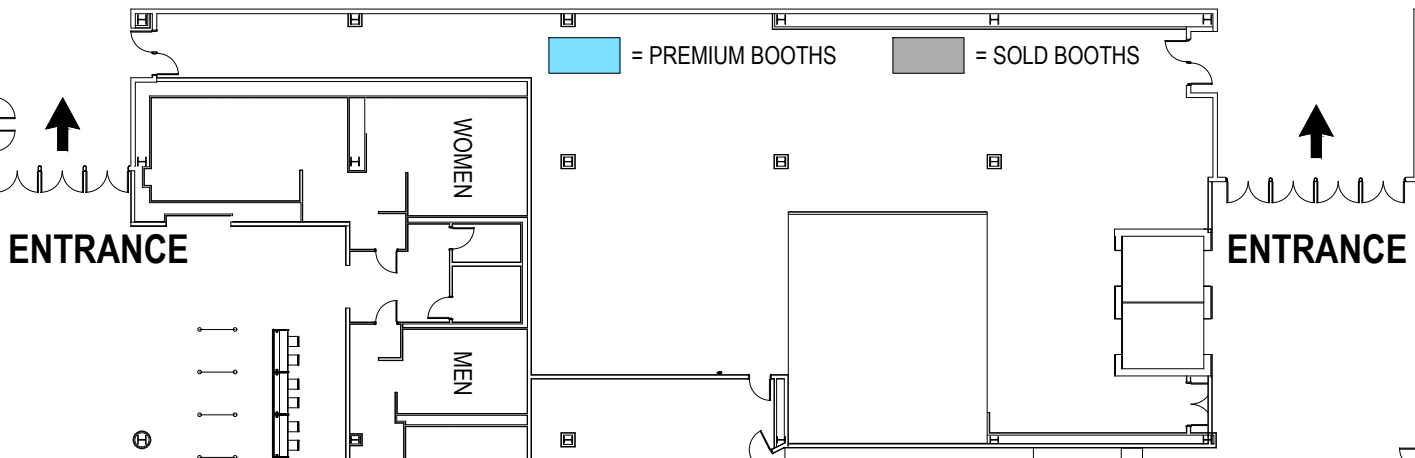 = PREMIUM BOOTHS
= SOLD BOOTHS
WOMEN
ENTRANCE
ENTRANCE
MEN